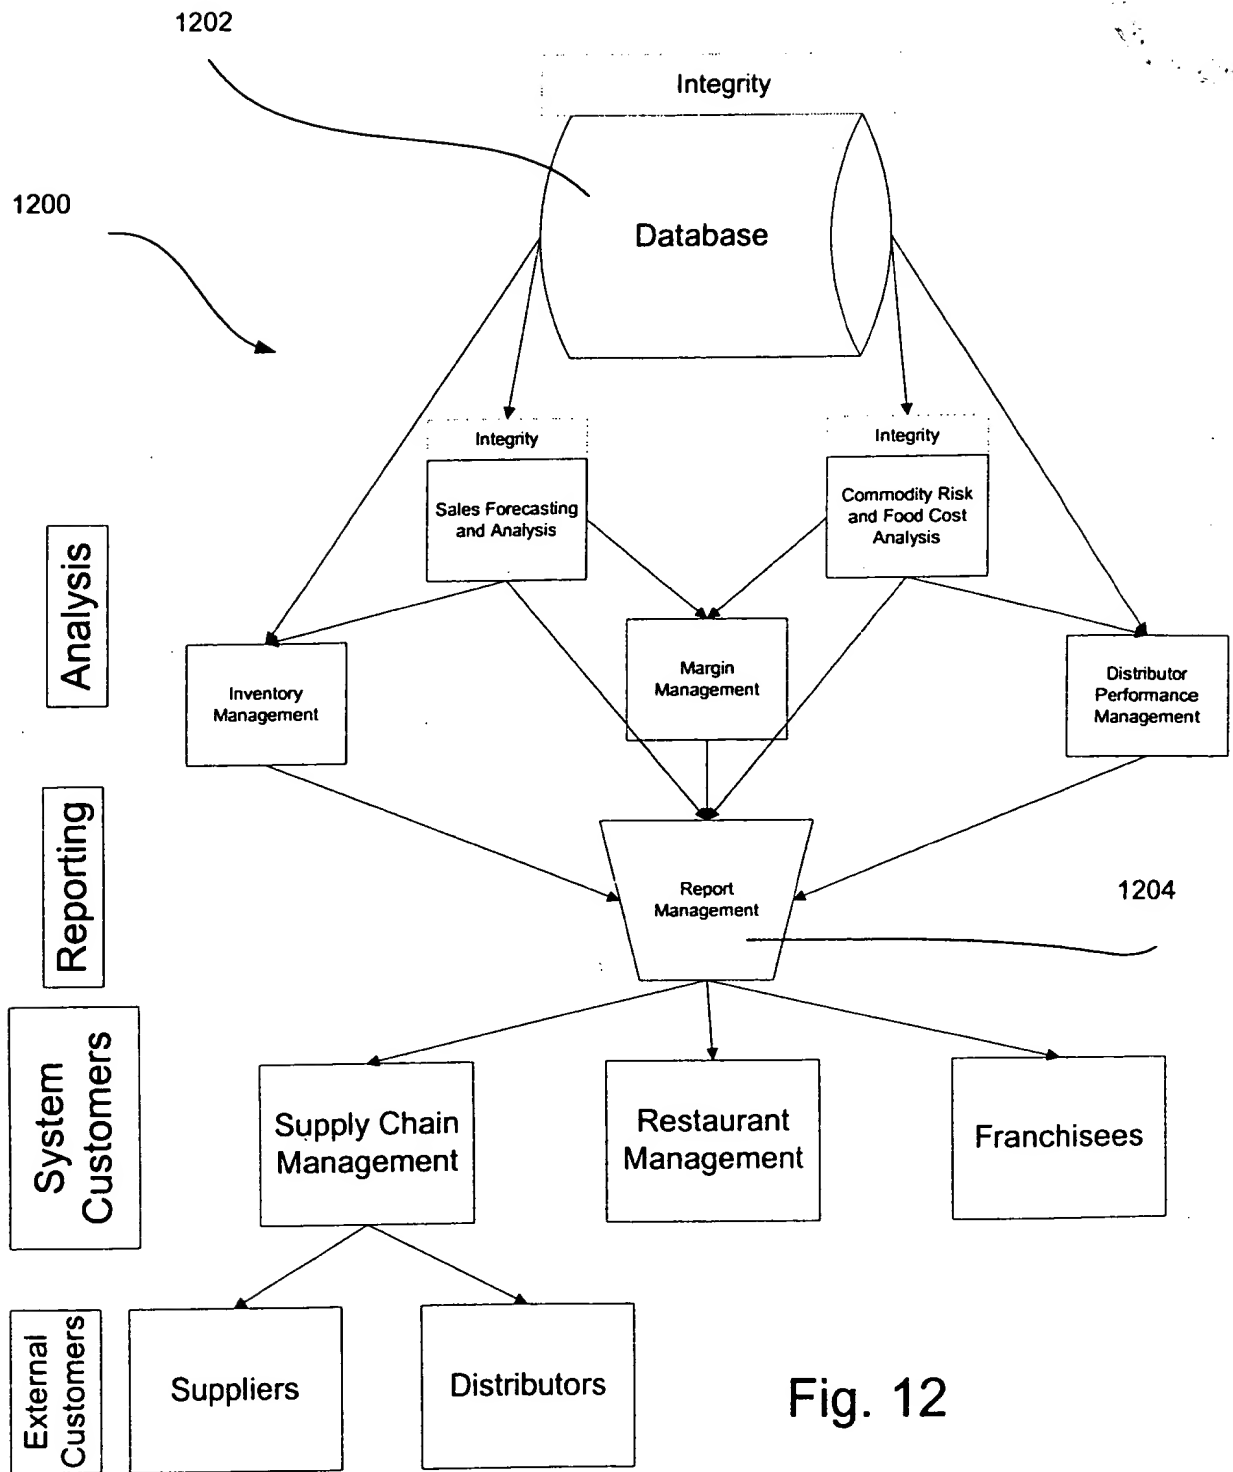 1202
Integrity
1200
Database
Integrity
Integrity
Sales Forecasting
and Analysis
Commodity Risk
and Food Cost
Analysis
Analysis
Inventory
Management
Margin
Management
Distributor
Performance
Management
Reporting
Report
Management
1204
System
Customers
Supply Chain
Management
Restaurant
Management
Franchisees
External
Customers
Suppliers
Distributors
Fig. 12